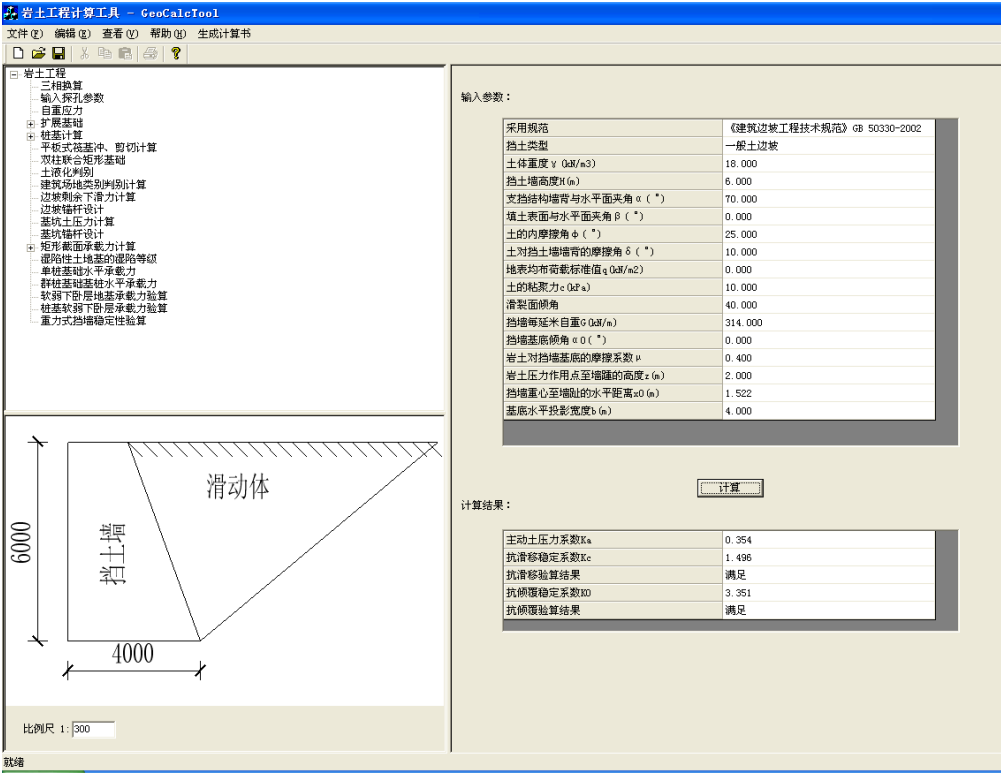 岩土工程计算工具 - GeoCalcTool
文件(F) 编辑(E) 查看(V) 帮助(H) 生成计算书
岩土工程
三相换算
输入探孔参数
自重应力
扩展基础
桩基计算
平板式筏基冲、剪切计算
双柱联合矩形基础
土液化判别
建筑场地类别判别计算
边坡剩余下滑力计算
边坡锚杆设计
基坑土压力计算
基坑锚杆设计
矩形截面承载力计算
湿陷性土地基的湿陷等级
单桩基础水平承载力
群桩基础基桩水平承载力
软弱下卧层地基承载力验算
桩基软弱下卧层承载力验算
重力式挡墙稳定性验算
滑动体
挡土墙
6000
4000
比例尺 1: 300
就绪
输入参数：
采用规范 《建筑边坡工程技术规范》GB 50330-2002
挡土类型 一般土边坡
土体重度γ(kN/m3) 18.000
挡土墙高度H(m) 6.000
支挡结构墙背与水平面夹角α(°) 70.000
填土表面与水平面夹角β(°) 0.000
土的内摩擦角φ(°) 25.000
土对挡土墙墙背的摩擦角δ(°) 10.000
地表均布荷载标准值q(kN/m2) 0.000
土的粘聚力c(kPa) 10.000
滑裂面倾角 40.000
挡墙每延米自重G(kN/m) 314.000
挡墙基底倾角α0(°) 0.000
岩土对挡墙基底的摩擦系数μ 0.400
岩土压力作用点至墙踵的高度z(m) 2.000
挡墙重心至墙趾的水平距离x0(m) 1.522
基底水平投影宽度b(m) 4.000
计算
计算结果：
主动土压力系数Ka 0.354
抗滑移稳定系数Kc 1.496
抗滑移验算结果 满足
抗倾覆稳定系数K0 3.351
抗倾覆验算结果 满足